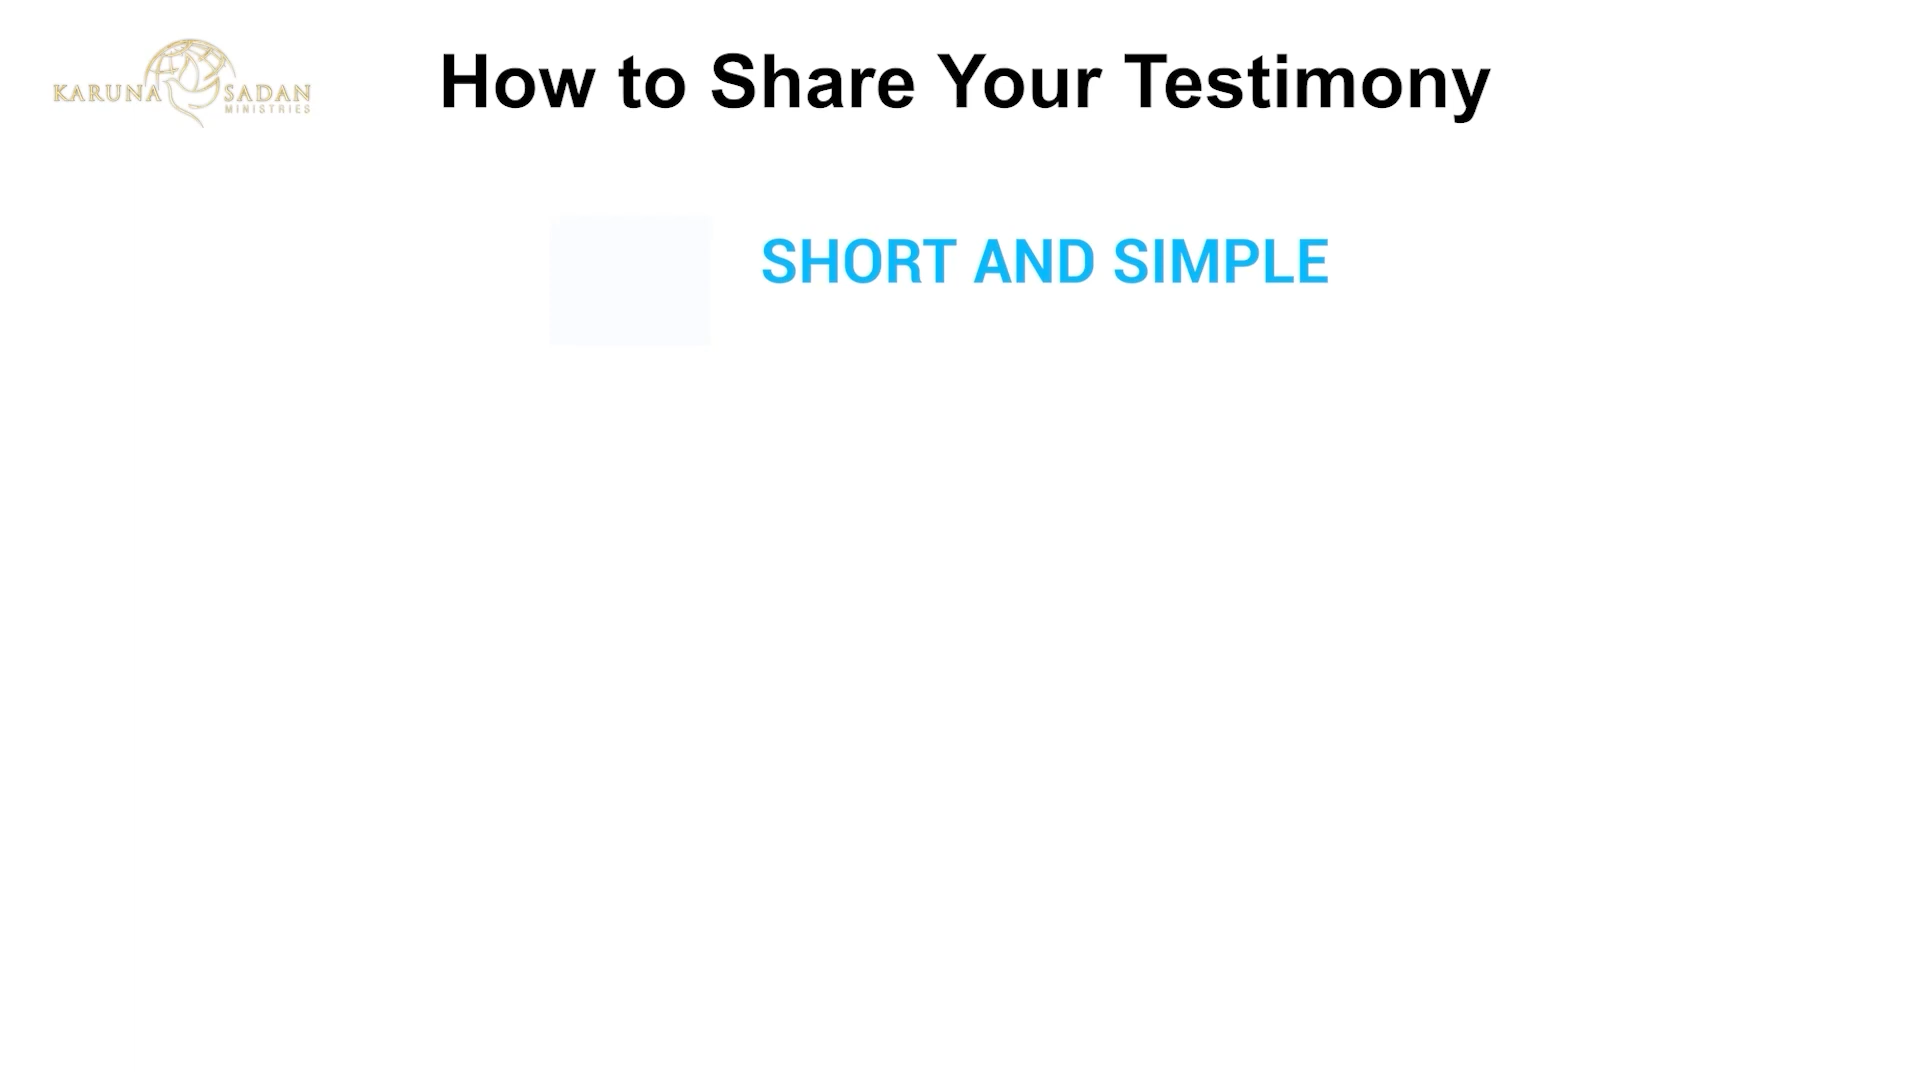 KARUNA SADAN
MINISTRIES
How to Share Your Testimony
SHORT AND SIMPLE